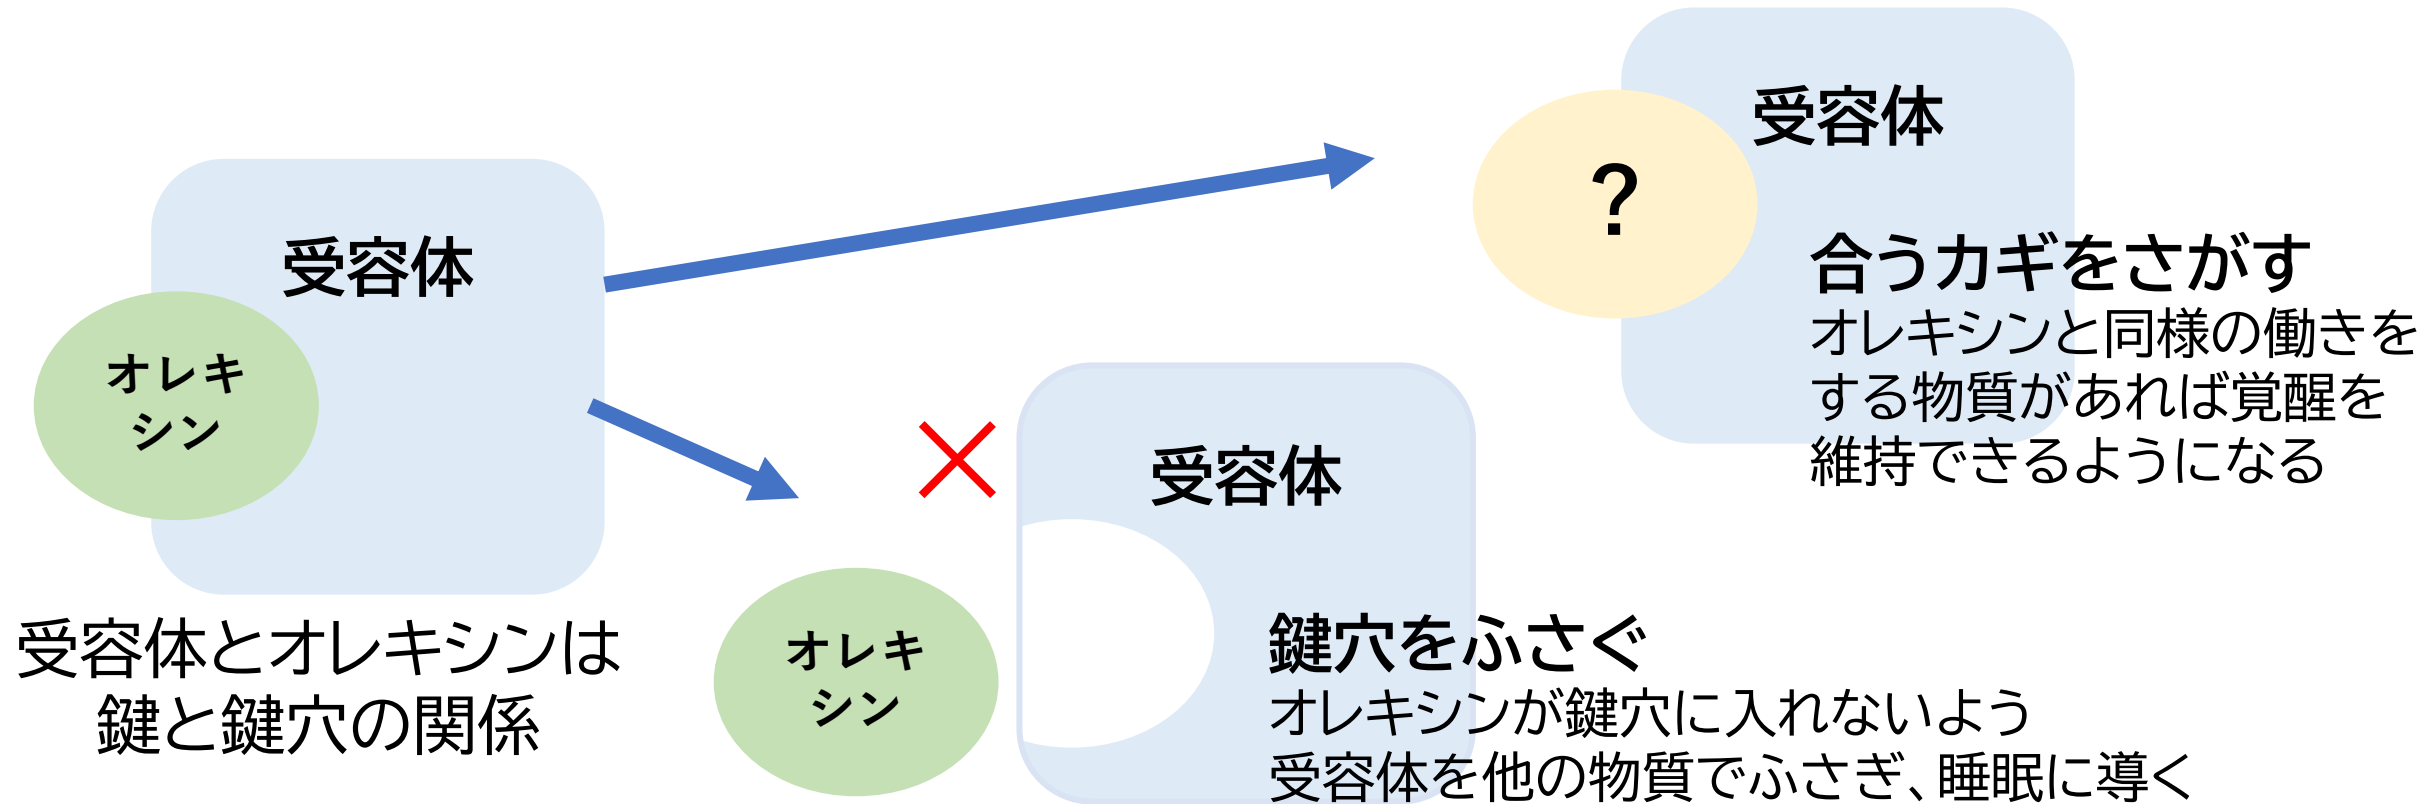 受容体
オレキ
シン
受容体とオレキシンは
鍵と鍵穴の関係
受容体
?
合うカギをさがす
オレキシンと同様の働きを
する物質があれば覚醒を
維持できるようになる
受容体
オレキ
シン
鍵穴をふさぐ
オレキシンが鍵穴に入れないよう
受容体を他の物質でふさぎ、睡眠に導く